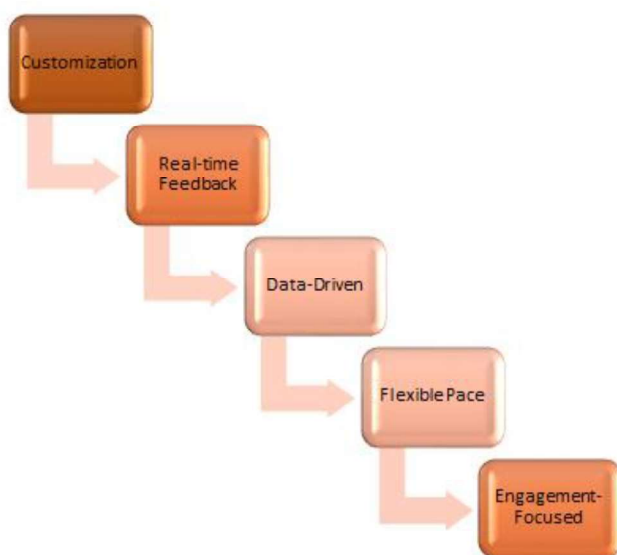 Customization
Real-time
Feedback
Data-Driven
Flexible Pace
Engagement-
Focused